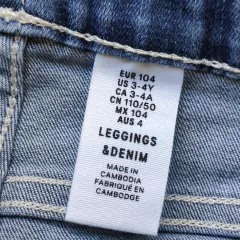 EUR 104
US 3-4Y
CA 3-4A
CN 110/50
MX 104
AUS 4
LEGGINGS
&DENIM
MADE IN
CAMBODIA
FABRIQUÉ EN
CAMBODGE